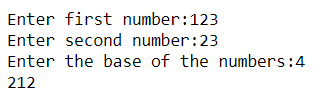 Enter first number:123
Enter second number:23
Enter the base of the numbers:4
212